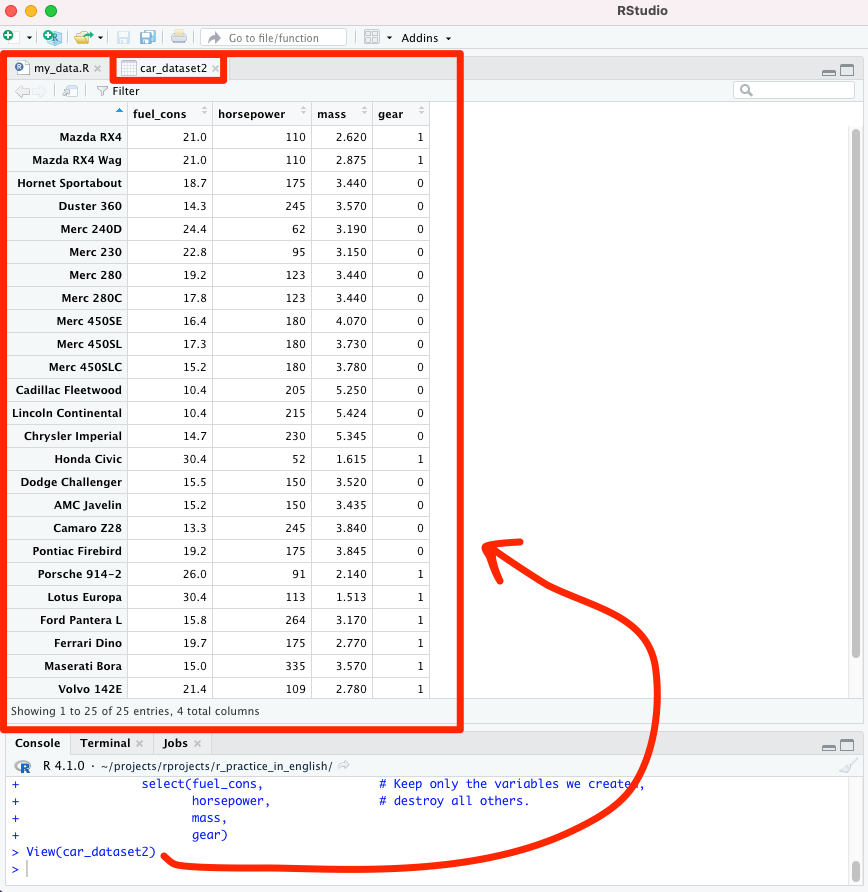 RStudio
Go to file/function
Addins
my_data.R
car_dataset2
Filter
fuel_cons horsepower mass gear
Mazda RX4 21.0 110 2.620 1
Mazda RX4 Wag 21.0 110 2.875 1
Hornet Sportabout 18.7 175 3.440 0
Duster 360 14.3 245 3.570 0
Merc 240D 24.4 62 3.190 0
Merc 230 22.8 95 3.150 0
Merc 280 19.2 123 3.440 0
Merc 280C 17.8 123 3.440 0
Merc 450SE 16.4 180 4.070 0
Merc 450SL 17.3 180 3.730 0
Merc 450SLC 15.2 180 3.780 0
Cadillac Fleetwood 10.4 205 5.250 0
Lincoln Continental 10.4 215 5.424 0
Chrysler Imperial 14.7 230 5.345 0
Honda Civic 30.4 52 1.615 1
Dodge Challenger 15.5 150 3.520 0
AMC Javelin 15.2 150 3.435 0
Camaro Z28 13.3 245 3.840 0
Pontiac Firebird 19.2 175 3.845 0
Porsche 914-2 26.0 91 2.140 1
Lotus Europa 30.4 113 1.513 1
Ford Pantera L 15.8 264 3.170 1
Ferrari Dino 19.7 175 2.770 1
Maserati Bora 15.0 335 3.570 1
Volvo 142E 21.4 109 2.780 1
Showing 1 to 25 of 25 entries, 4 total columns
Console Terminal Jobs
R 4.1.0 · ~/projects/rprojects/r_practice_in_english/
+ select(fuel_cons, # Keep only the variables we created,
+ horsepower, # destroy all others.
+ mass,
+ gear)
> View(car_dataset2)
>